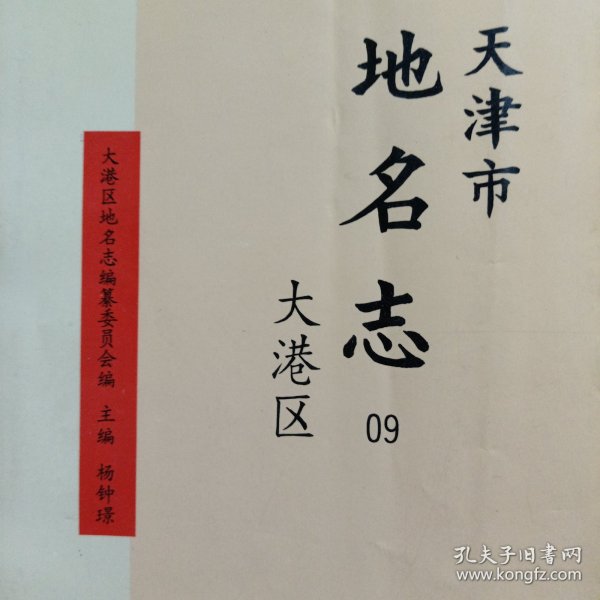 天津市
地名志
09
大港区
大港区地名志编纂委员会编 主编 杨钟璟
孔夫子旧书网
www.kongfz.com